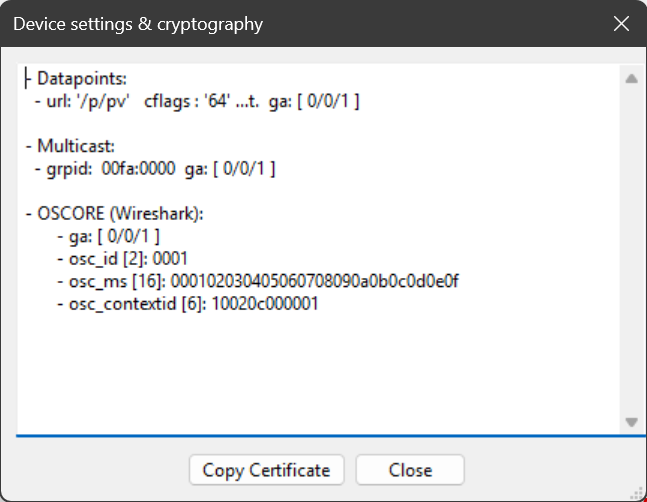 Device settings & cryptography
- Datapoints:
- url: '/p/pv' cflags : '64' ...t. ga: [ 0/0/1 ]
- Multicast:
- grpid: 00fa:0000 ga: [ 0/0/1 ]
- OSCORE (Wireshark):
- ga: [ 0/0/1 ]
- osc_id [2]: 0001
- osc_ms [16]: 000102030405060708090a0b0c0d0e0f
- osc_contextid [6]: 10020c000001
Copy Certificate
Close